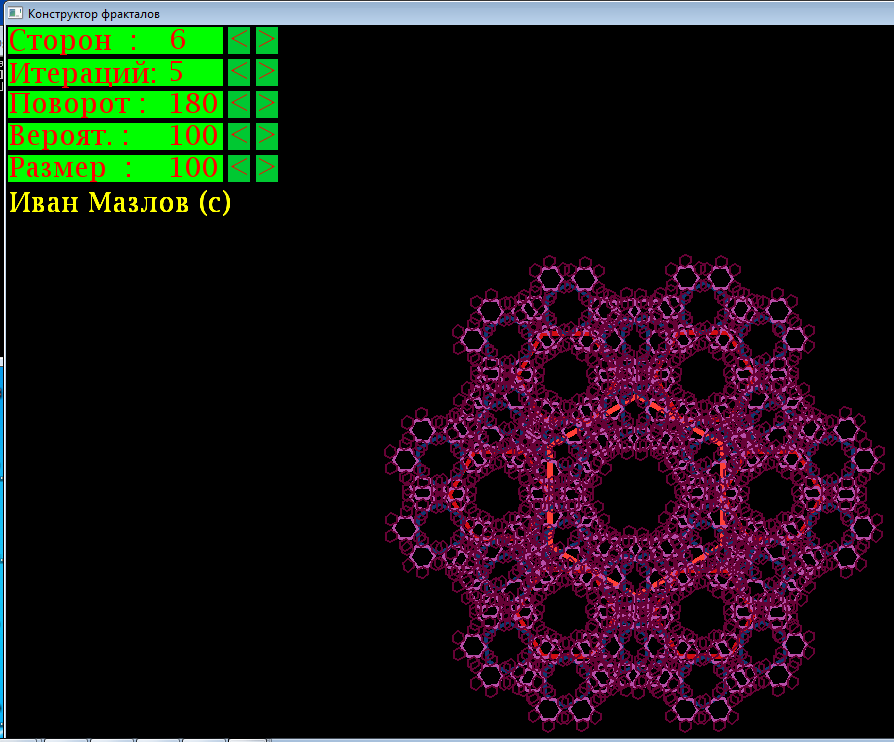 Конструктор фракталов
Сторон : 6 < >
Итераций: 5 < >
Поворот : 180 < >
Вероят. : 100 < >
Размер : 100 < >
Иван Мазлов (с)